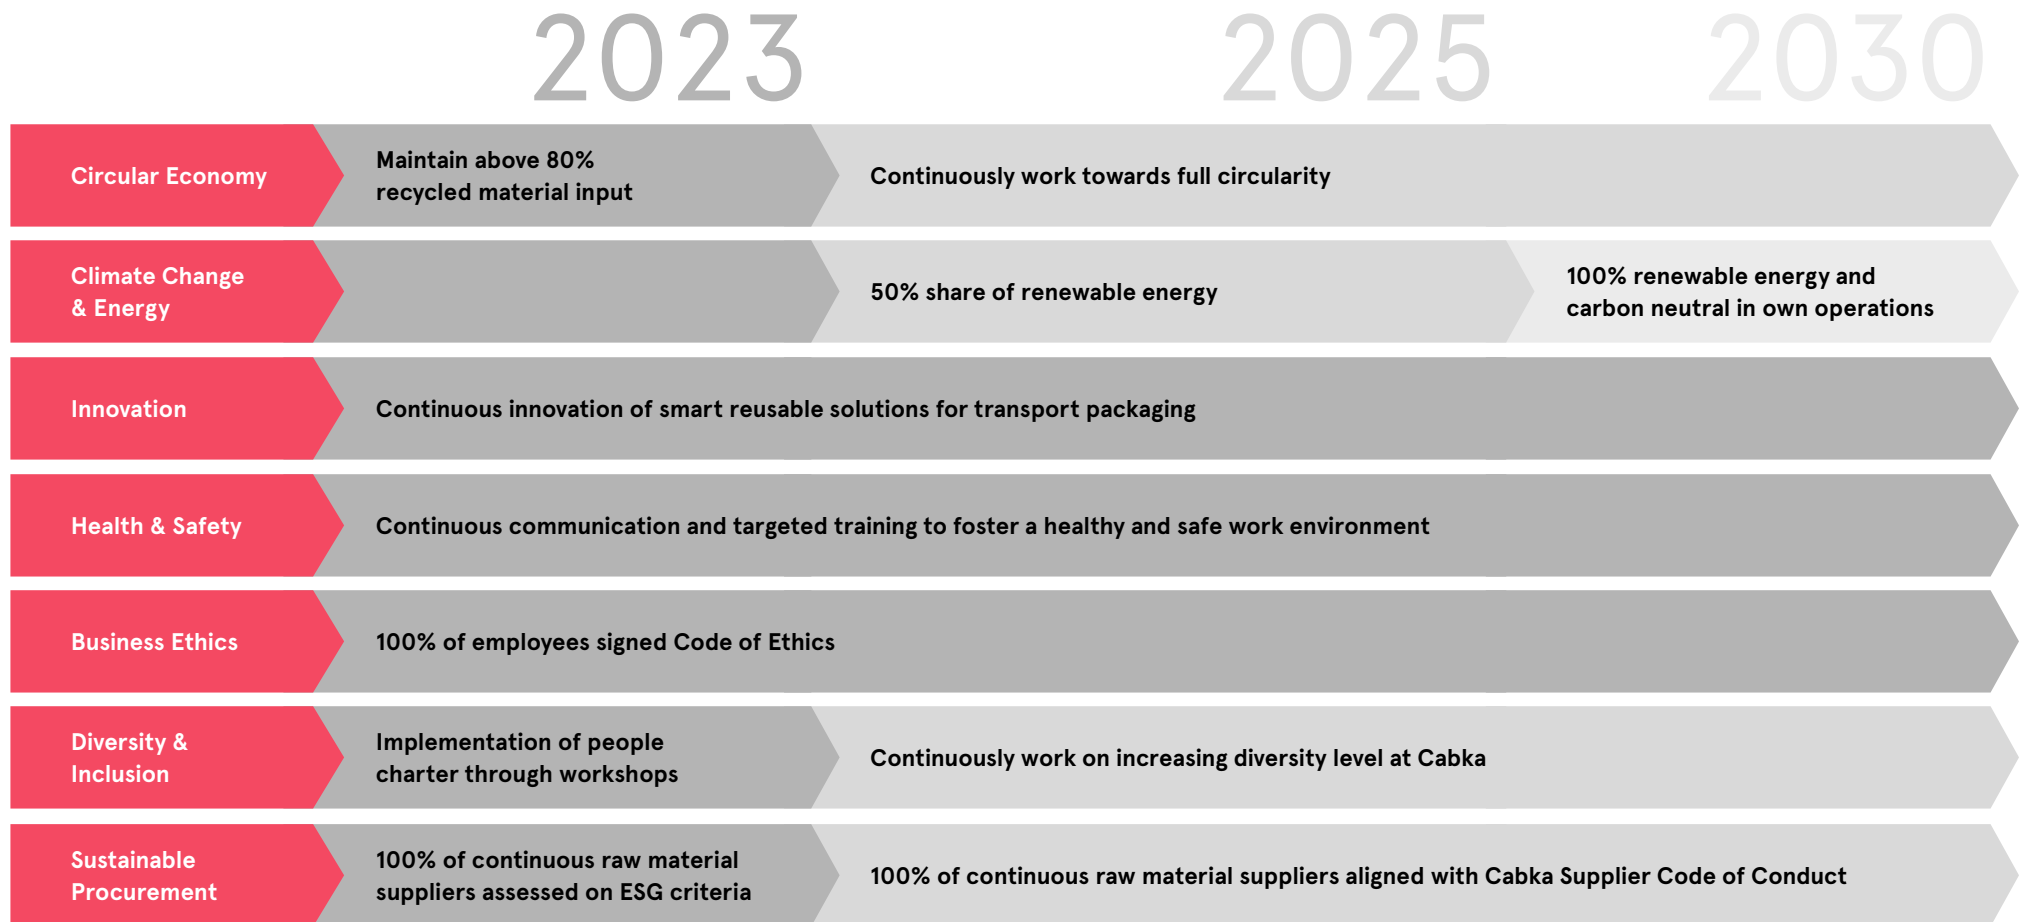 2023 2025 2030
Circular Economy
Maintain above 80%
recycled material input
Continuously work towards full circularity
Climate Change
& Energy
50% share of renewable energy
100% renewable energy and
carbon neutral in own operations
Innovation
Continuous innovation of smart reusable solutions for transport packaging
Health & Safety
Continuous communication and targeted training to foster a healthy and safe work environment
Business Ethics
100% of employees signed Code of Ethics
Diversity &
Inclusion
Implementation of people
charter through workshops
Continuously work on increasing diversity level at Cabka
Sustainable
Procurement
100% of continuous raw material
suppliers assessed on ESG criteria
100% of continuous raw material suppliers aligned with Cabka Supplier Code of Conduct